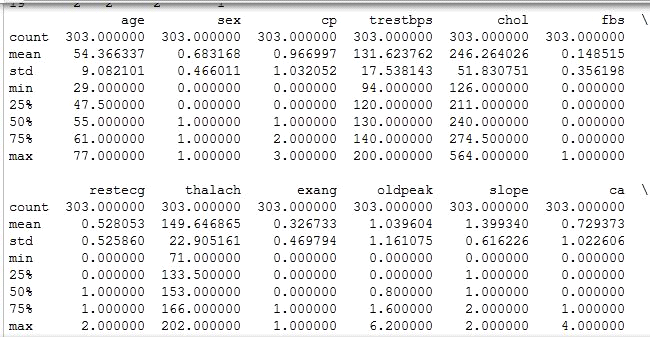 age sex cp trestbps chol fbs \
count 303.000000 303.000000 303.000000 303.000000 303.000000 303.000000
mean 54.366337 0.683168 0.966997 131.623762 246.264026 0.148515
std 9.082101 0.466011 1.032052 17.538143 51.830751 0.356198
min 29.000000 0.000000 0.000000 94.000000 126.000000 0.000000
25% 47.500000 0.000000 0.000000 120.000000 211.000000 0.000000
50% 55.000000 1.000000 1.000000 130.000000 240.000000 0.000000
75% 61.000000 1.000000 2.000000 140.000000 274.500000 0.000000
max 77.000000 1.000000 3.000000 200.000000 564.000000 1.000000
restecg thalach exang oldpeak slope ca \
count 303.000000 303.000000 303.000000 303.000000 303.000000 303.000000
mean 0.528053 149.646865 0.326733 1.039604 1.399340 0.729373
std 0.525860 22.905161 0.469794 1.161075 0.616226 1.022606
min 0.000000 71.000000 0.000000 0.000000 0.000000 0.000000
25% 0.000000 133.500000 0.000000 0.000000 1.000000 0.000000
50% 1.000000 153.000000 0.000000 0.800000 1.000000 0.000000
75% 1.000000 166.000000 1.000000 1.600000 2.000000 1.000000
max 2.000000 202.000000 1.000000 6.200000 2.000000 4.000000